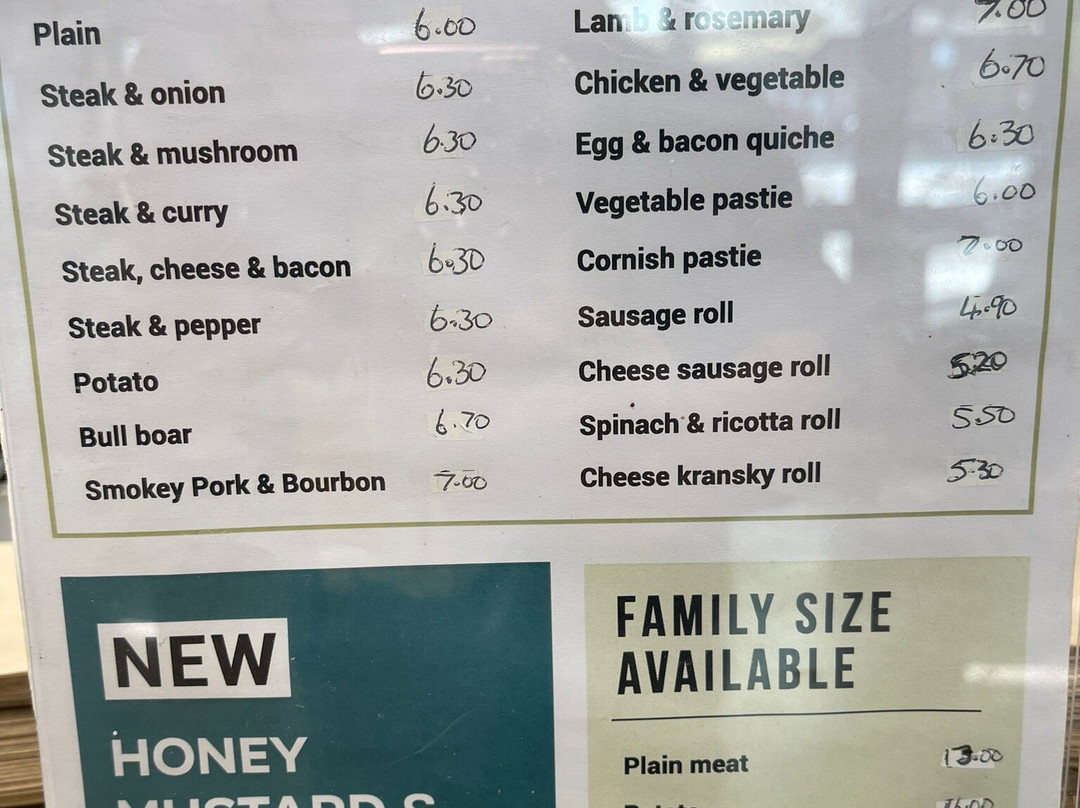 Plain 6.00
Steak & onion 6.30
Steak & mushroom 6.30
Steak & curry 6.30
Steak, cheese & bacon 6.30
Steak & pepper 6.30
Potato 6.30
Bull boar 6.70
Smokey Pork & Bourbon 7.00
Lamb & rosemary 7.00
Chicken & vegetable 6.70
Egg & bacon quiche 6.30
Vegetable pastie 6.00
Cornish pastie 7.00
Sausage roll 4.90
Cheese sausage roll 5.20
Spinach & ricotta roll 5.50
Cheese kransky roll 5.30
NEW
HONEY
MUSTARD &
FAMILY SIZE
AVAILABLE
Plain meat 13.00